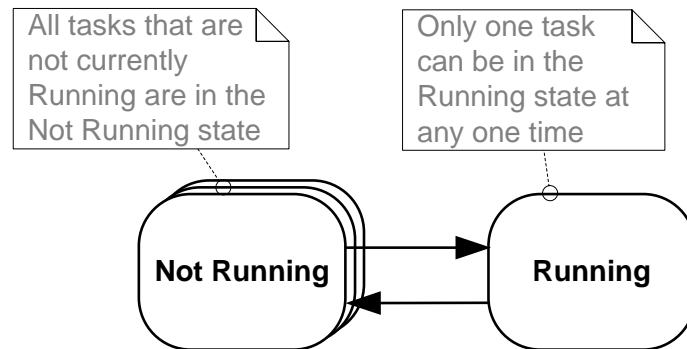 All tasks that are
not currently
Running are in the
Not Running state
Only one task
can be in the
Running state at
any one time
Not Running
Running